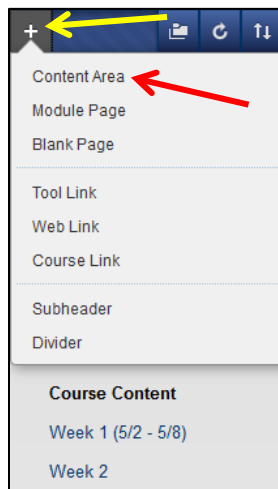 +
Content Area
Module Page
Blank Page
Tool Link
Web Link
Course Link
Subheader
Divider
Course Content
Week 1 (5/2 - 5/8)
Week 2